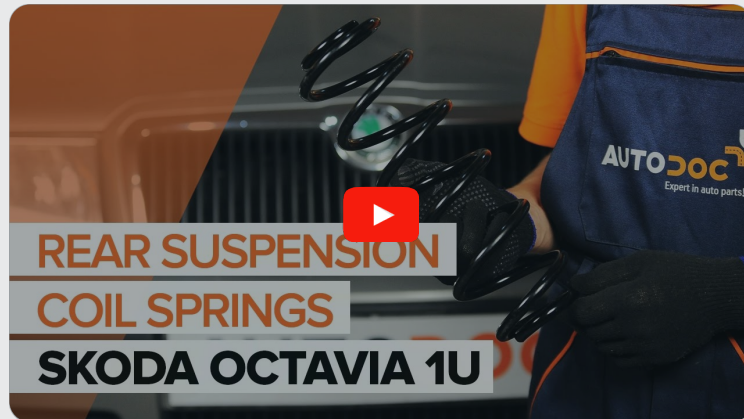 AUTODOC
Expert in auto parts!
REAR SUSPENSION
COIL SPRINGS
SKODA OCTAVIA 1U